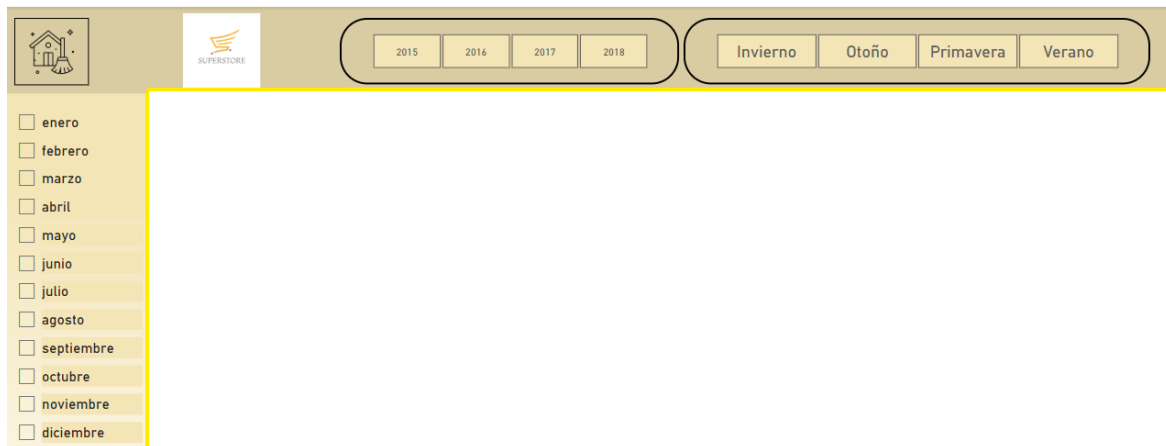 SUPERSTORE
2015 2016 2017 2018
Invierno Otoño Primavera Verano
enero
febrero
marzo
abril
mayo
junio
julio
agosto
septiembre
octubre
noviembre
diciembre